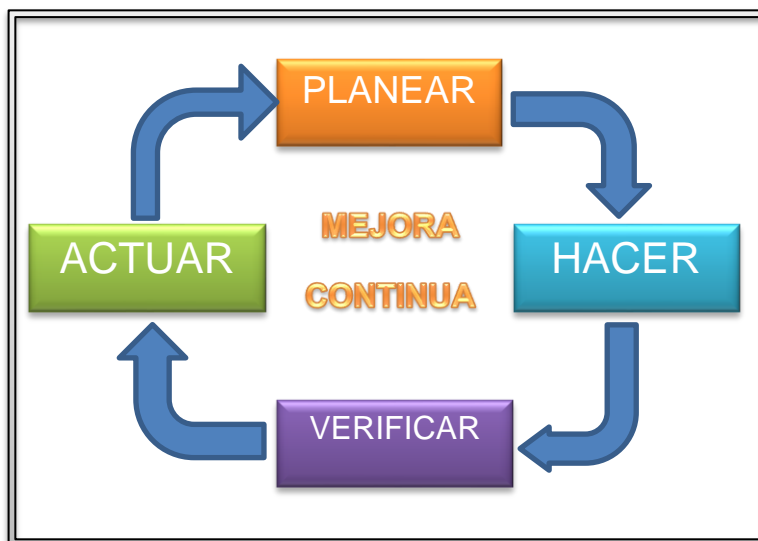 PLANEAR
MEJORA
CONTINUA
ACTUAR
HACER
VERIFICAR